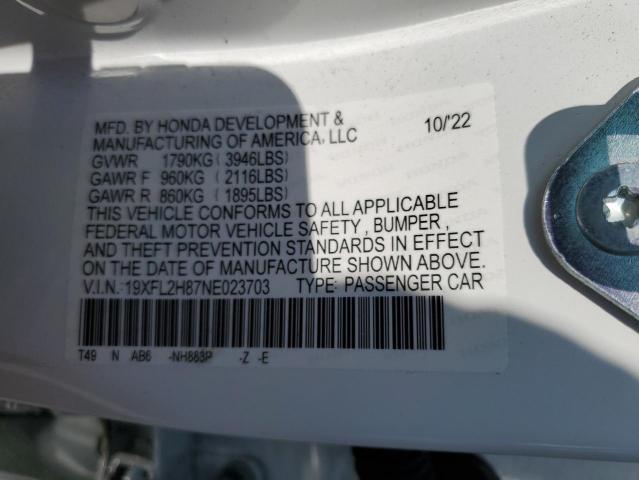 MFD. BY HONDA DEVELOPMENT & 10/'22
MANUFACTURING OF AMERICA, LLC
GVWR 1790KG (3946LBS)
GAWR F 960KG (2116LBS)
GAWR R 860KG (1895LBS)
THIS VEHICLE CONFORMS TO ALL APPLICABLE
FEDERAL MOTOR VEHICLE SAFETY, BUMPER,
AND THEFT PREVENTION STANDARDS IN EFFECT
ON THE DATE OF MANUFACTURE SHOWN ABOVE.
V.I.N.: 19XFL2H87NE023703 TYPE: PASSENGER CAR
T49 N AB6 -NH883P -Z -E